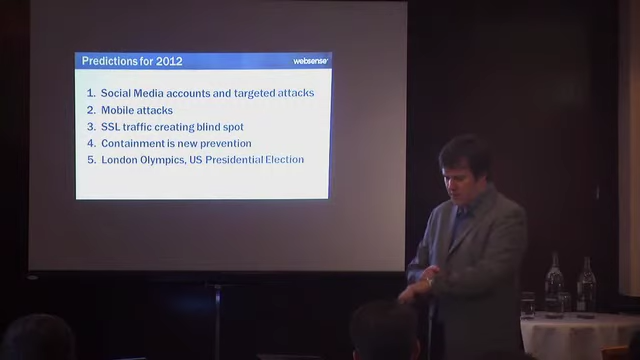 Predictions for 2012
websense
1. Social Media accounts and targeted attacks
2. Mobile attacks
3. SSL traffic creating blind spot
4. Containment is new prevention
5. London Olympics, US Presidential Election